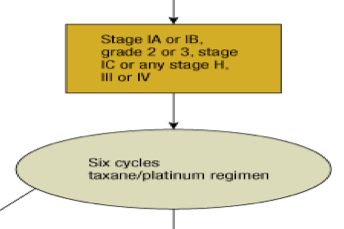 Stage IA or IB,
grade 2 or 3, stage
IC or any stage H,
III or IV
Six cycles
taxane/platinum regimen